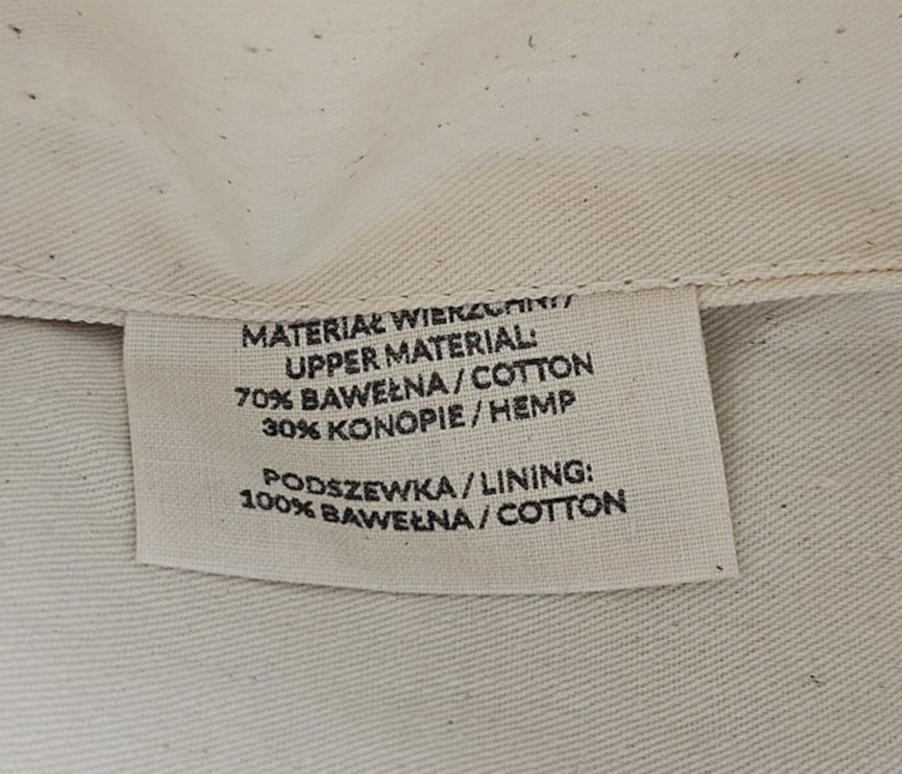 MATERIAŁ WIERZCHNI /
UPPER MATERIAL:
70% BAWEŁNA / COTTON
30% KONOPIE / HEMP
PODSZEWKA / LINING:
100% BAWEŁNA / COTTON